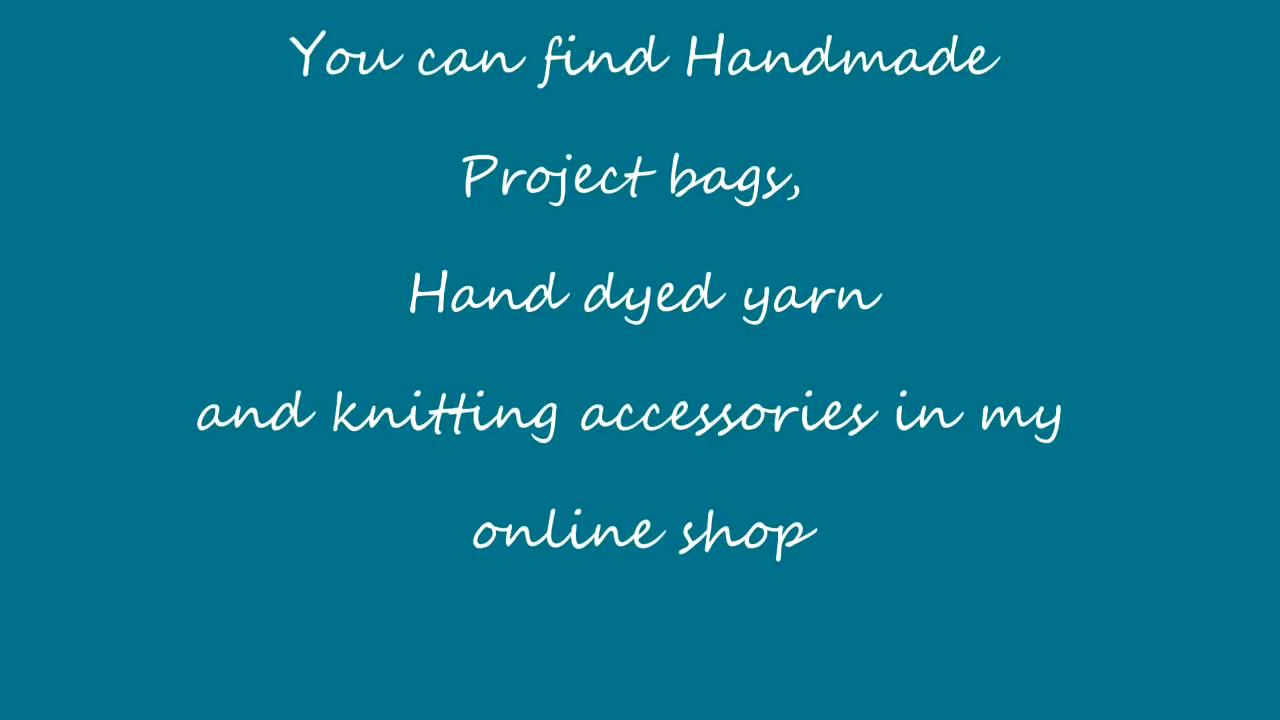 You can find Handmade
Project bags,
Hand dyed yarn
and knitting accessories in my
online shop